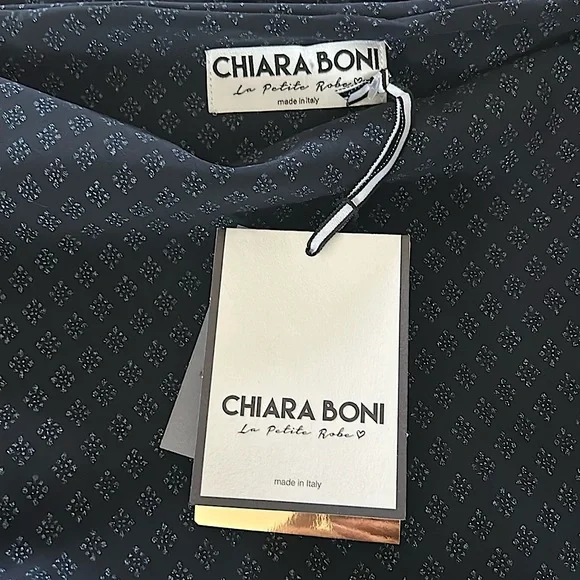 CHIARA BONI
La Petite Robe♡
made in Italy
CHIARA BONI
La Petite Robe♡
made in Italy